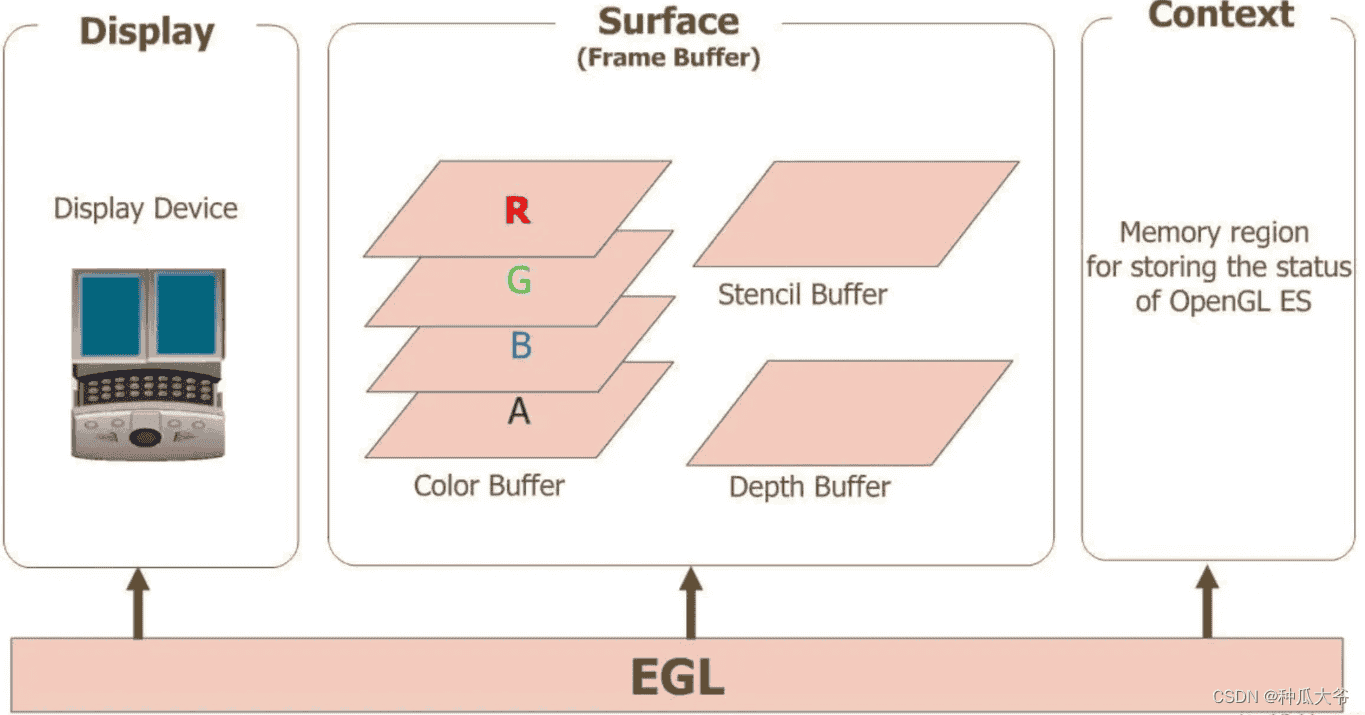 Display
Surface
(Frame Buffer)
Context
Display Device
R
G
B
A
Color Buffer
Stencil Buffer
Depth Buffer
Memory region
for storing the status
of OpenGL ES
EGL
CSDN @种瓜大爷